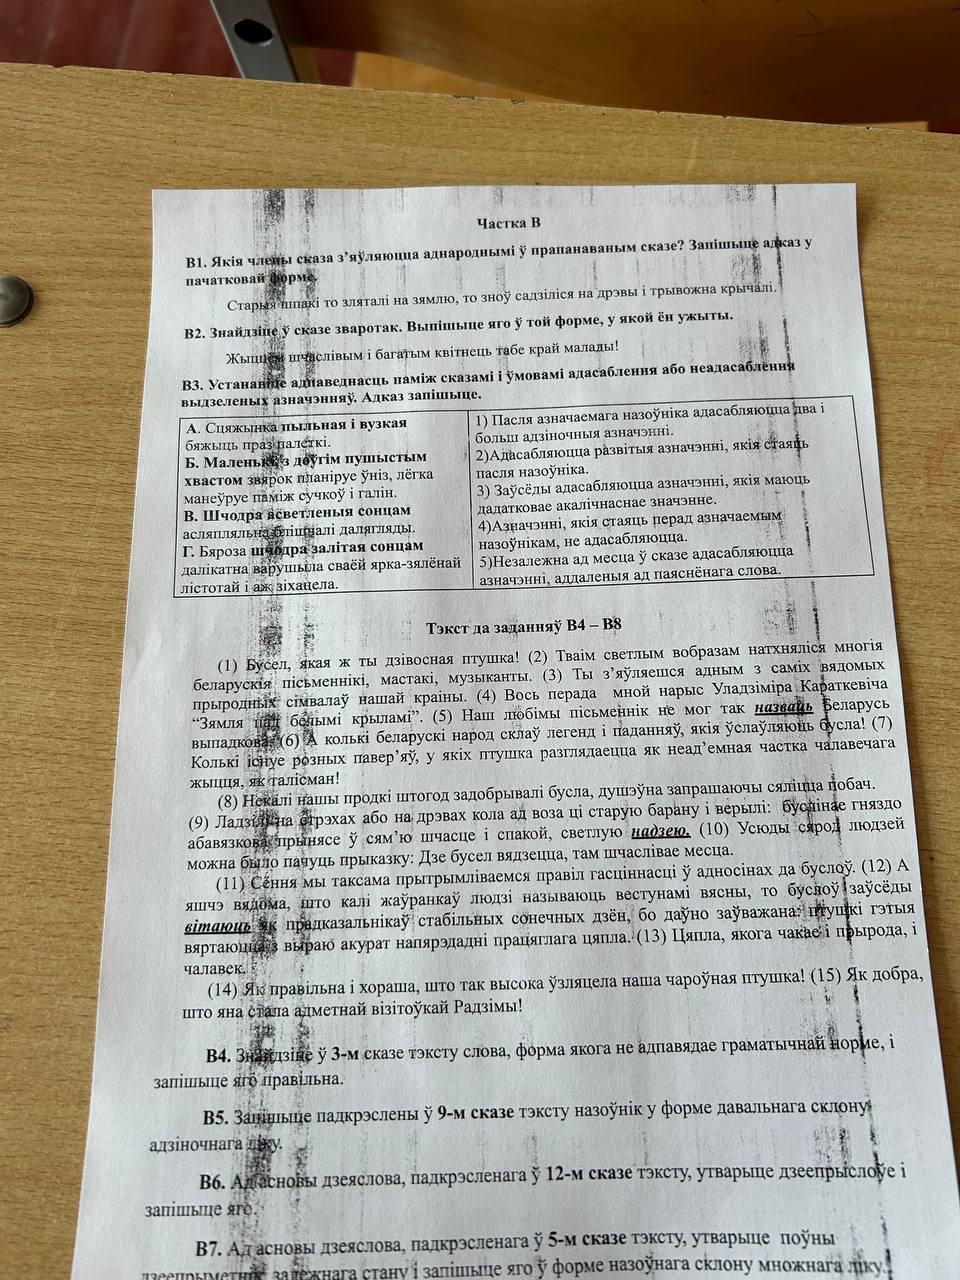 Частка В
В1. Якія члены сказа з’яўляюцца аднароднымі ў прапанаваным сказе? Запішыце адказ у
пачатковай форме.
Старыя шпакі то зляталі на зямлю, то зноў садзіліся на дрэвы і трывожна крычалі.
В2. Знайдзіце ў сказе зваротак. Выпішыце яго ў той форме, у якой ён ужыты.
Жыццём шчаслівым і багатым квітнець табе край малады!
В3. Устанавіце адпаведнасць паміж сказамі і ўмовамі адасаблення або неадасаблення
выдзеленых азначэнняў. Адказ запішыце.
А. Сцяжынка пыльная і вузкая
бяжыць праз палеткі.
Б. Маленькі, з доўгім пушыстым
хвастом звярок планіруе ўніз, лёгка
манеўруе паміж сучкоў і галін.
В. Шчодра асветленыя сонцам
асляпляльна блішчалі далягляды.
Г. Бяроза шчодра залітая сонцам
далікатна варушыла сваёй ярка-зялёнай
лістотай і аж зіхацела.
1) Пасля азначаемага назоўніка адасабляюцца два і
больш адзіночныя азначэнні.
2)Адасабляюцца развітыя азначэнні, якія стаяць
пасля назоўніка.
3) Заўсёды адасабляюцца азначэнні, якія маюць
дадатковае акалічнаснае значэнне.
4)Азначэнні, якія стаяць перад азначаемым
назоўнікам, не адасабляюцца.
5)Незалежна ад месца ў сказе адасабляюцца
азначэнні, аддаленыя ад паяснёнага слова.
Тэкст да заданняў В4 – В8
(1) Бусел, якая ж ты дзівосная птушка! (2) Тваім светлым вобразам натхняліся многія
беларускія пісьменнікі, мастакі, музыканты. (3) Ты з’яўляешся адным з саміх вядомых
прыродных сімвалаў нашай краіны. (4) Вось перада мной нарыс Уладзіміра Караткевіча
“Зямля пад белымі крыламі”. (5) Наш любімы пісьменнік не мог так назваць Беларусь
выпадкова. (6) А колькі беларускі народ склаў легенд і паданняў, якія ўслаўляюць бусла! (7)
Колькі існуе розных павер’яў, у якіх птушка разглядаецца як неад’емная частка чалавечага
жыцця, як талісман!
(8) Некалі нашы продкі штогод задобрывалі бусла, душэўна запрашаючы сяліцца побач.
(9) Ладзілі на стрэхах або на дрэвах кола ад воза ці старую барану і верылі: буслінае гняздо
абавязкова прынясе ў сям’ю шчасце і спакой, светлую надзею. (10) Усюды сярод людзей
можна было пачуць прыказку: Дзе бусел вядзецца, там шчаслівае месца.
(11) Сёння мы таксама прытрымліваемся правіл гасціннасці ў адносінах да буслоў. (12) А
яшчэ вядома, што калі жаўранкаў людзі называюць веснунамі вясны, то буслоў заўсёды
вітаюць як прадказальнікаў стабільных сонечных дзён, бо даўно заўважана: птушкі гэтыя
вяртаюцца з выраю акурат напярэдадні працяглага цяпла. (13) Цяпла, якога чакае і прырода, і
чалавек.
(14) Як правільна і хораша, што так высока ўзляцела наша чароўная птушка! (15) Як добра,
што яна стала адметнай візітоўкай Радзімы!
В4. Знайдзіце ў 3-м сказе тэксту слова, форма якога не адпавядае граматычнай норме, і
запішыце яго правільна.
В5. Запішыце падкрэслены ў 9-м сказе тэксту назоўнік у форме давальнага склону
адзіночнага ліку.
В6. Ад асновы дзеяслова, падкрэсленага ў 12-м сказе тэксту, утварыце дзеепрыслоўе і
запішыце яго.
В7. Ад асновы дзеяслова, падкрэсленага ў 5-м сказе тэксту, утварыце поўны
дзеепрыметнік залежнага стану і запішыце яго ў форме назоўнага склону множнага ліку.